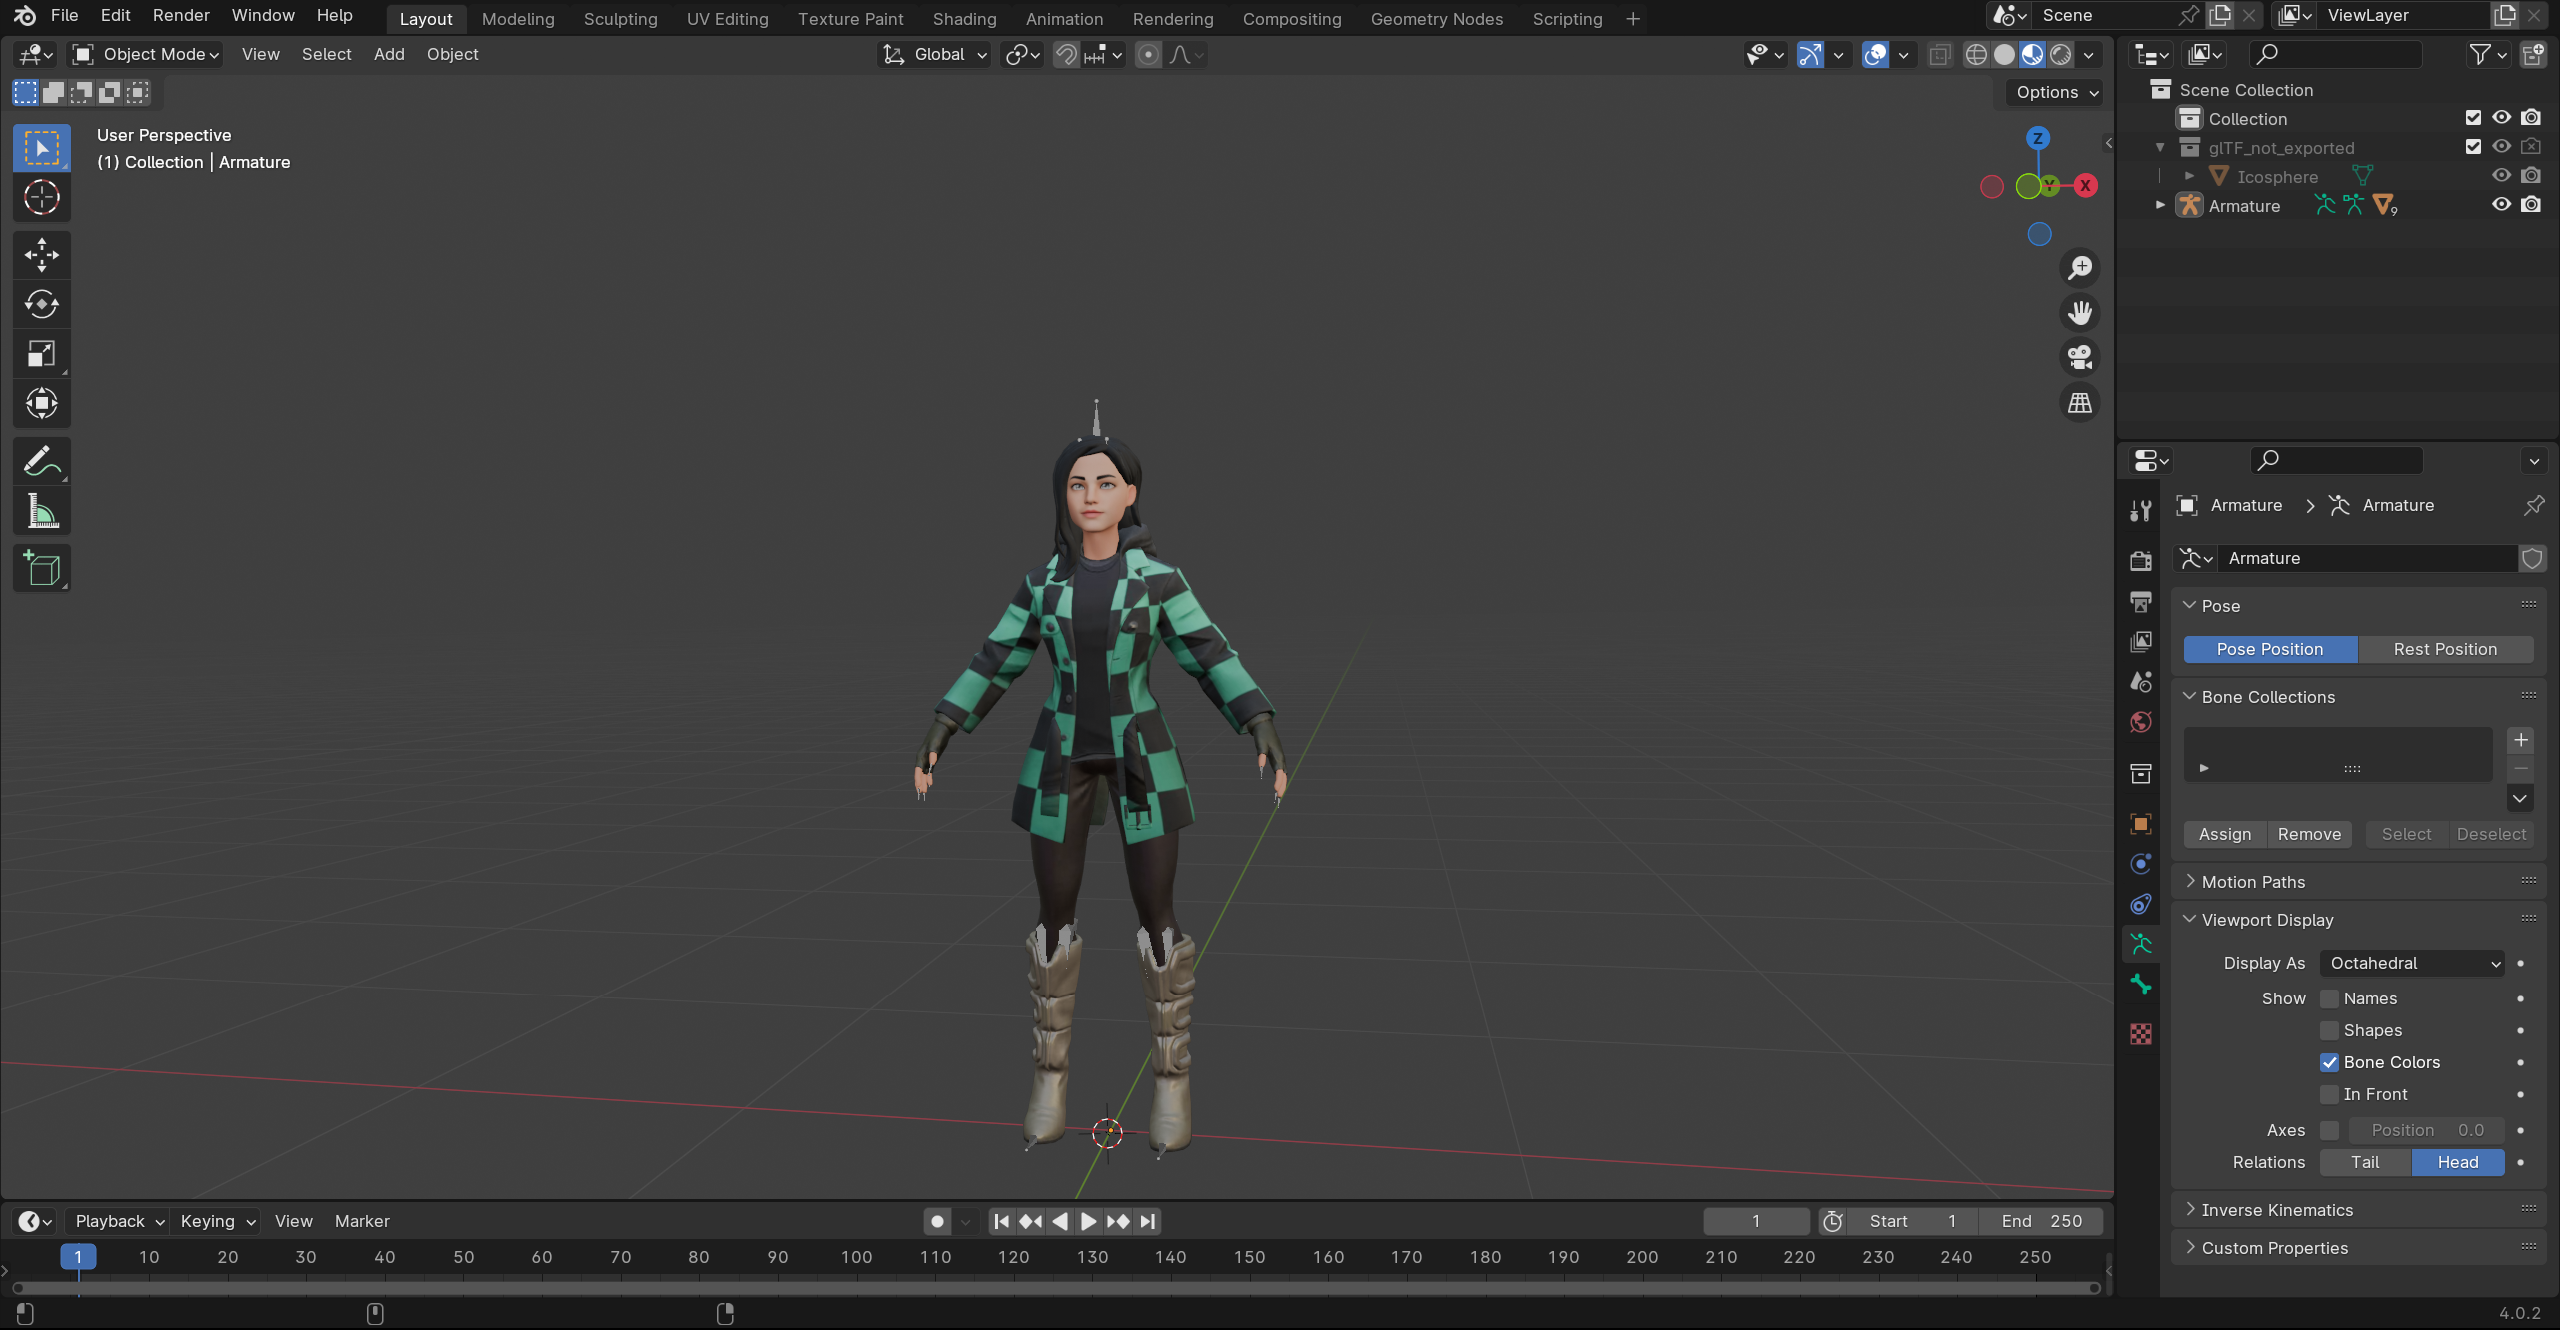 File Edit Render Window Help Layout Modeling Sculpting UV Editing Texture Paint Shading Animation Rendering Compositing Geometry Nodes Scripting + Scene ViewLayer
Object Mode View Select Add Object Global
Options
User Perspective
(1) Collection | Armature
Z
Y X
Scene Collection
Collection
glTF_not_exported
Icosphere
Armature 9
Armature > Armature
Armature
Pose
Pose Position Rest Position
Bone Collections
Assign Remove Select Deselect
Motion Paths
Viewport Display
Display As Octahedral
Show Names
Shapes
Bone Colors
In Front
Axes Position 0.0
Relations Tail Head
Inverse Kinematics
Custom Properties
Playback Keying View Marker 1 Start 1 End 250
1 10 20 30 40 50 60 70 80 90 100 110 120 130 140 150 160 170 180 190 200 210 220 230 240 250
4.0.2